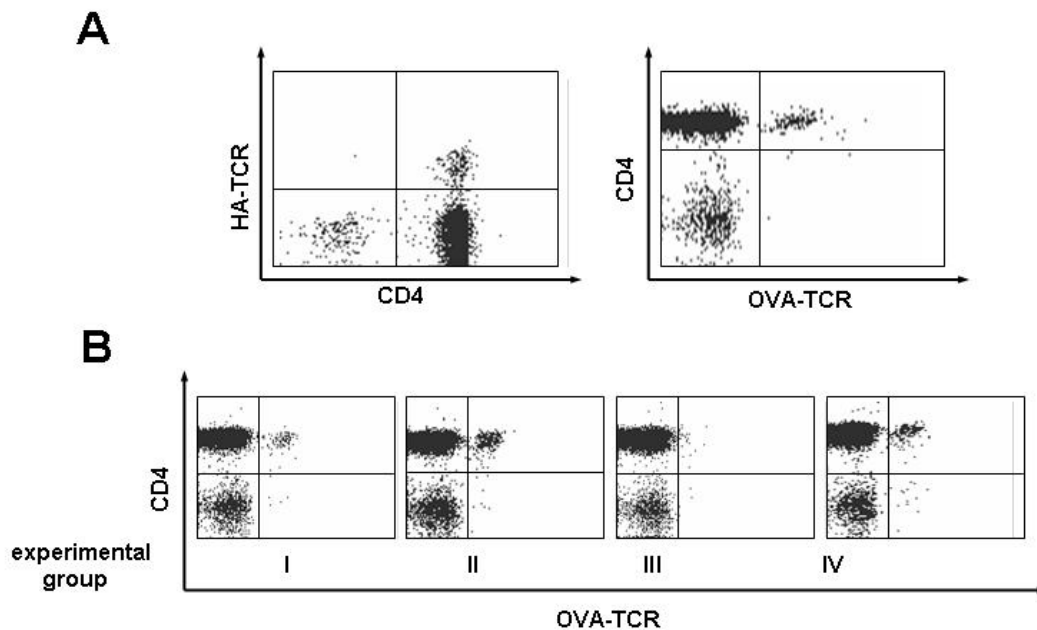 A
HA-TCR
CD4
CD4
OVA-TCR
B
CD4
experimental
group
I
II
III
IV
OVA-TCR